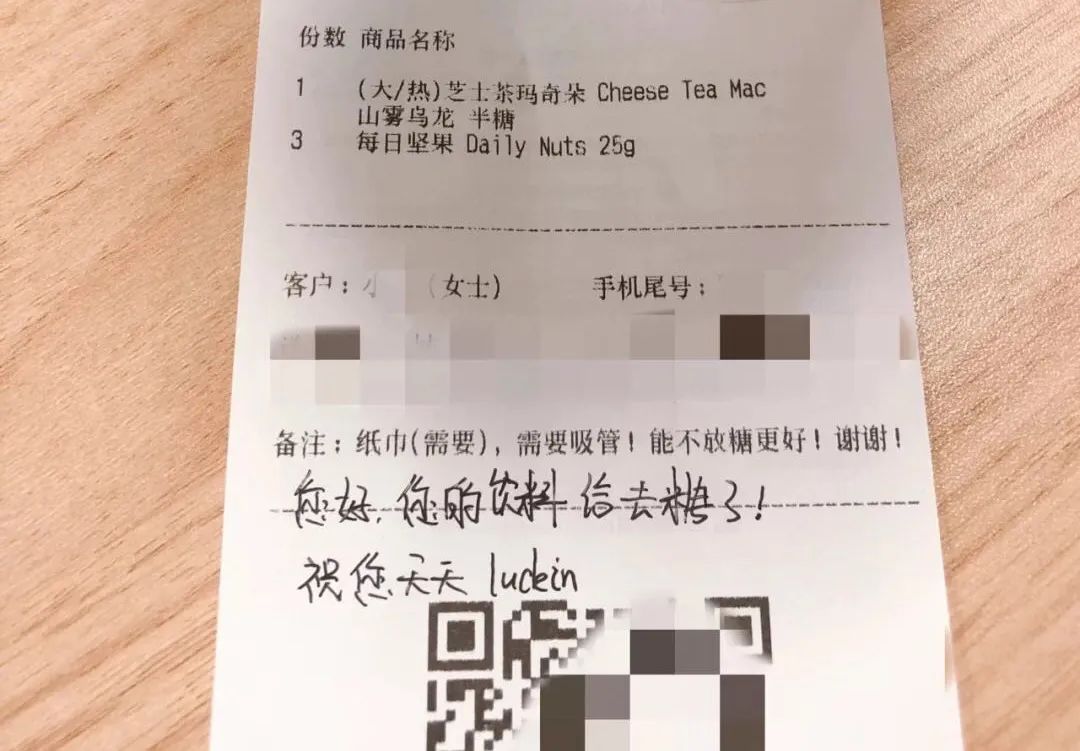 份数 商品名称
1 (大/热)芝士茶玛奇朵 Cheese Tea Mac
山雾乌龙 半糖
3 每日坚果 Daily Nuts 25g
客户：小 (女士) 手机尾号：
备注：纸巾(需要)，需要吸管！能不放糖更好！谢谢！
您好，您的饮料给去糖了！
祝您天天 luckin